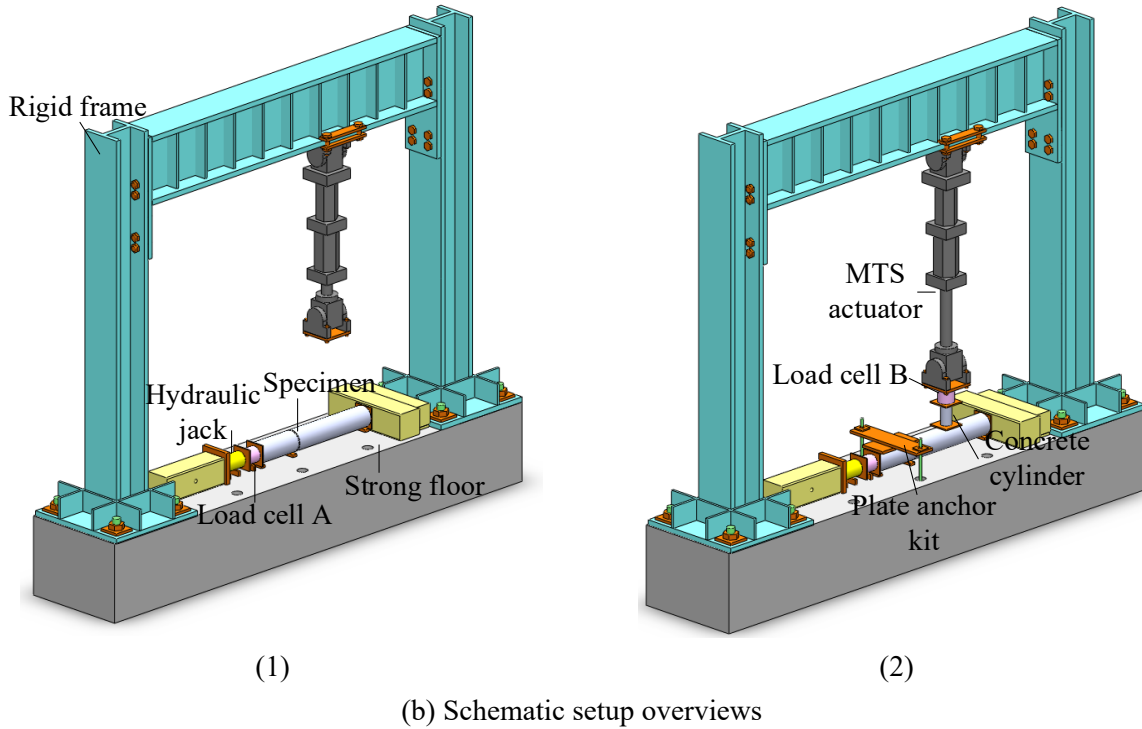 Rigid frame
Hydraulic
jack
Specimen
Load cell A
Strong floor
(1)
MTS
actuator
Load cell B
Concrete
cylinder
Plate anchor
kit
(2)
(b) Schematic setup overviews